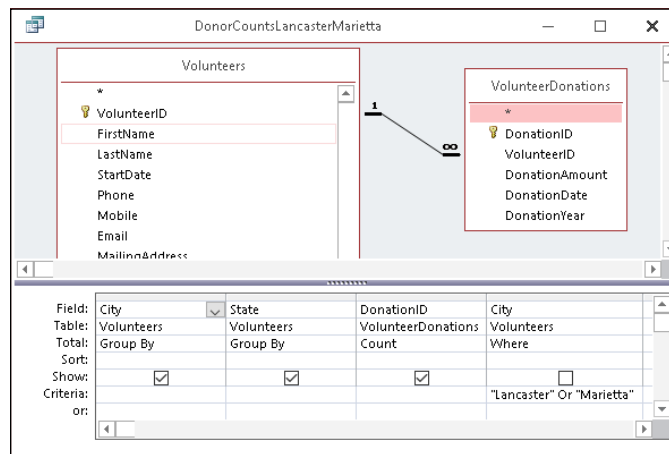 DonorCountsLancasterMarietta
Volunteers
*
VolunteerID
FirstName
LastName
StartDate
Phone
Mobile
Email
MailingAddress
1
∞
VolunteerDonations
*
DonationID
VolunteerID
DonationAmount
DonationDate
DonationYear
Field: City State DonationID City
Table: Volunteers Volunteers VolunteerDonations Volunteers
Total: Group By Group By Count Where
Sort:
Show:
Criteria: "Lancaster" Or "Marietta"
or: